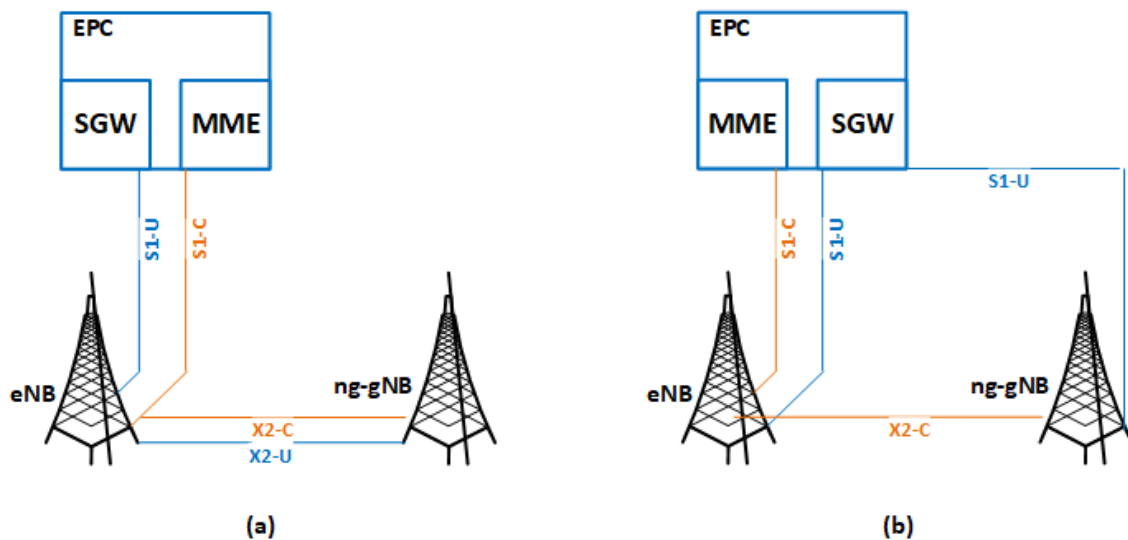 EPC
SGW
MME
S1-U
S1-C
eNB
ng-gNB
X2-C
X2-U
(a)
EPC
MME
SGW
S1-U
S1-C
S1-U
eNB
ng-gNB
X2-C
(b)